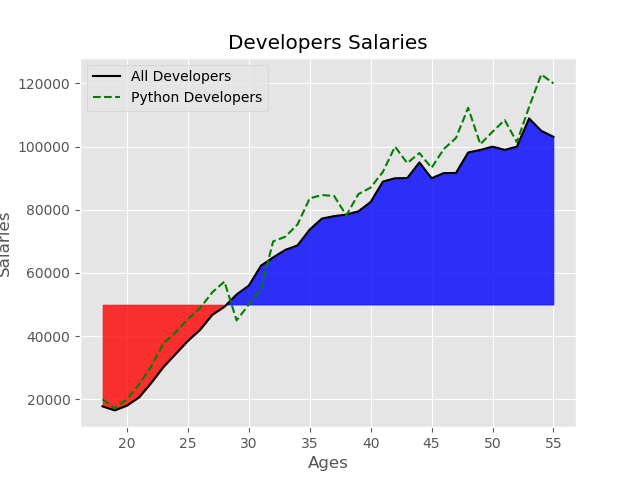 Developers Salaries
All Developers
Python Developers
120000
100000
80000
60000
40000
20000
Salaries
20 25 30 35 40 45 50 55
Ages